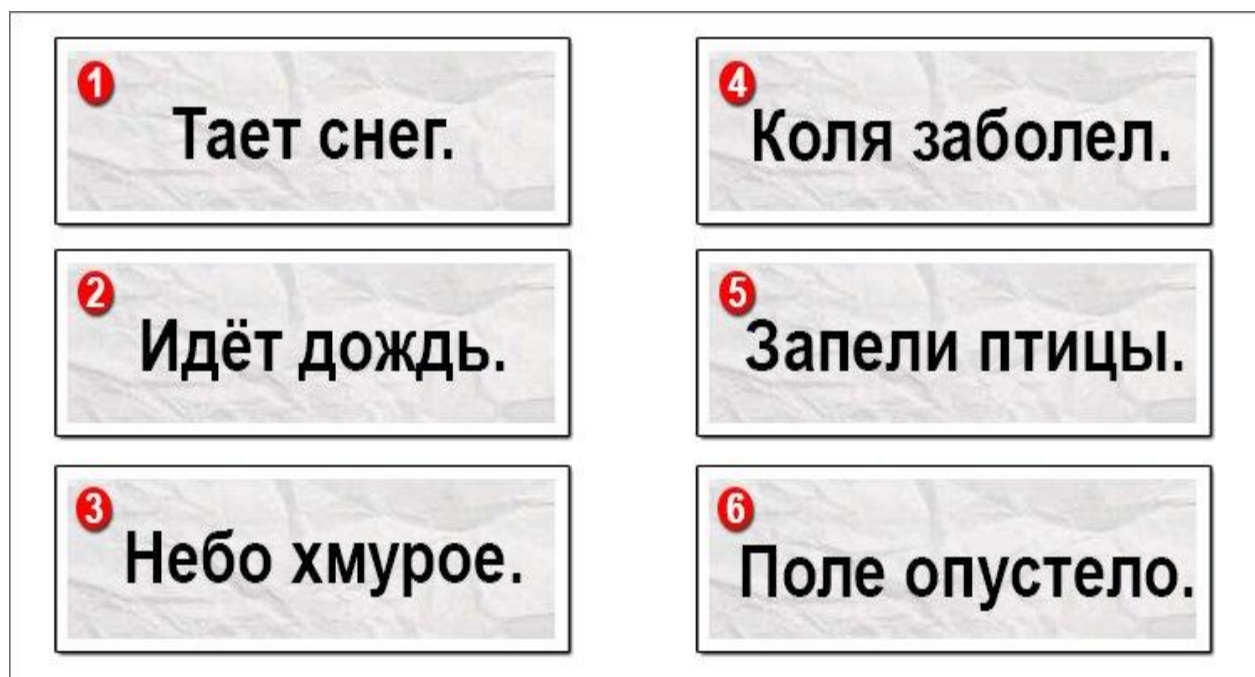 1
Тает снег.
2
Идёт дождь.
3
Небо хмурое.
4
Коля заболел.
5
Запели птицы.
6
Поле опустело.